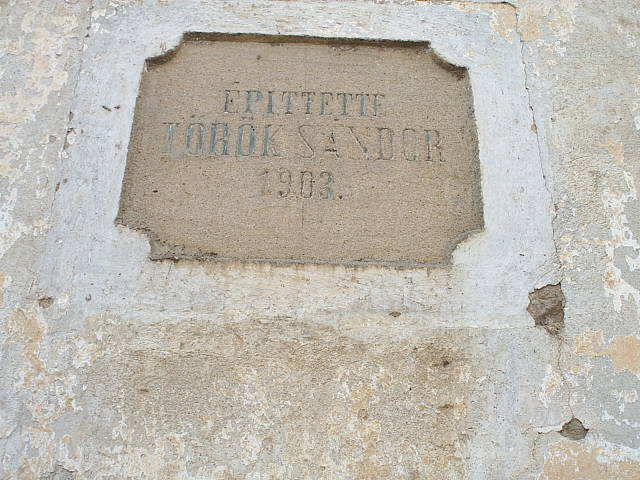 ÉPITTETTE
TÖRÖK SÁNDOR
1903.